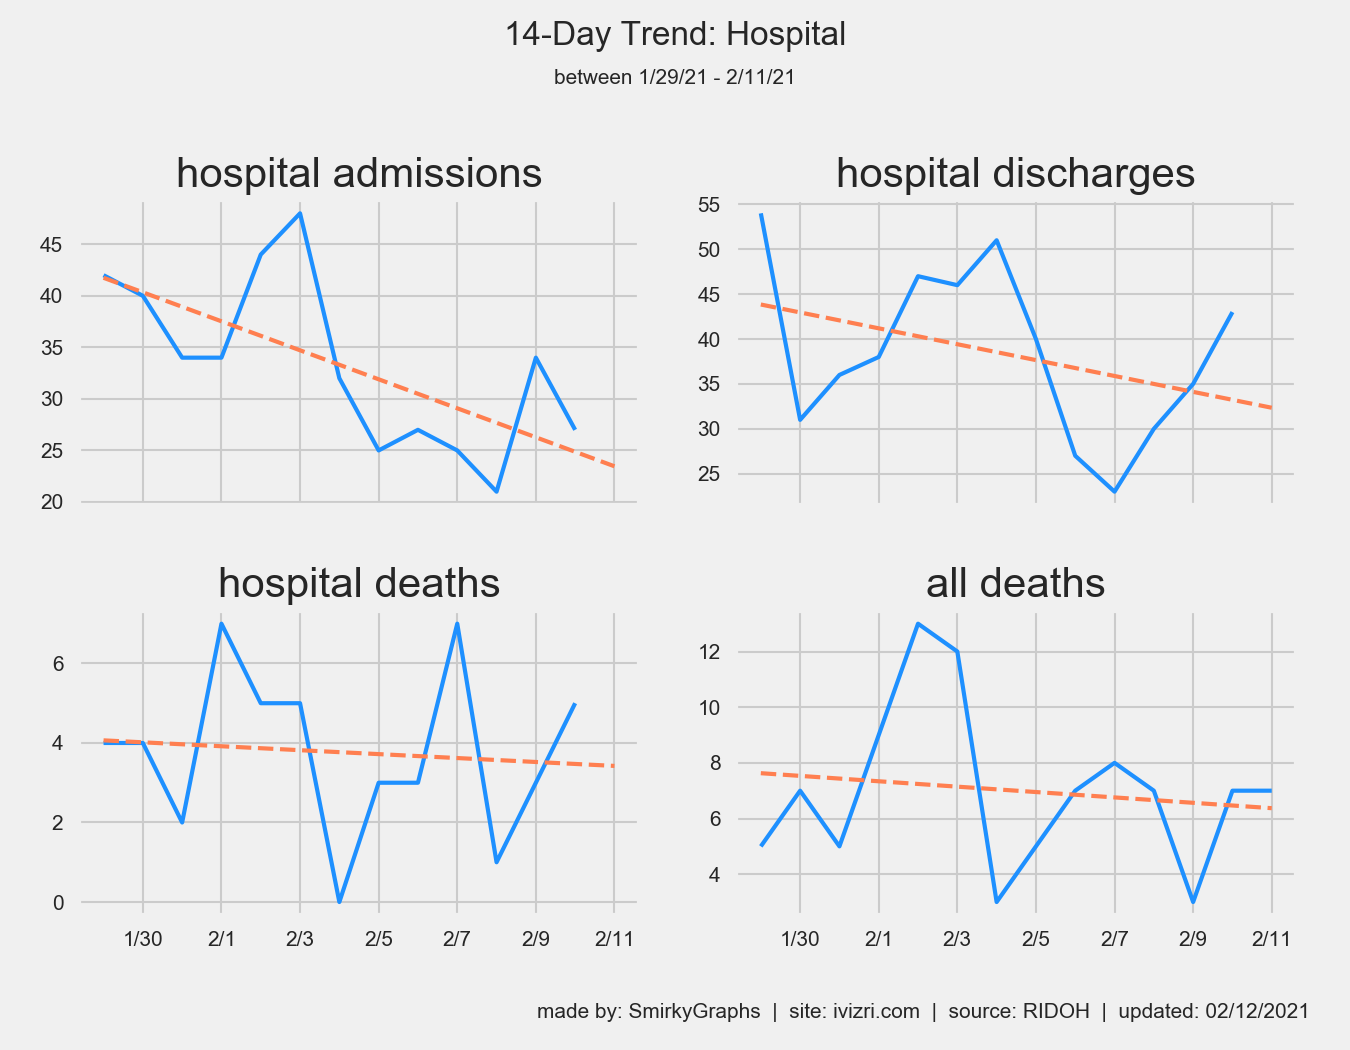 14-Day Trend: Hospital
between 1/29/21 - 2/11/21
hospital admissions
45
40
35
30
25
20
hospital discharges
55
50
45
40
35
30
25
hospital deaths
6
4
2
0
1/30 2/1 2/3 2/5 2/7 2/9 2/11
all deaths
12
10
8
6
4
1/30 2/1 2/3 2/5 2/7 2/9 2/11
made by: SmirkyGraphs | site: ivizri.com | source: RIDOH | updated: 02/12/2021